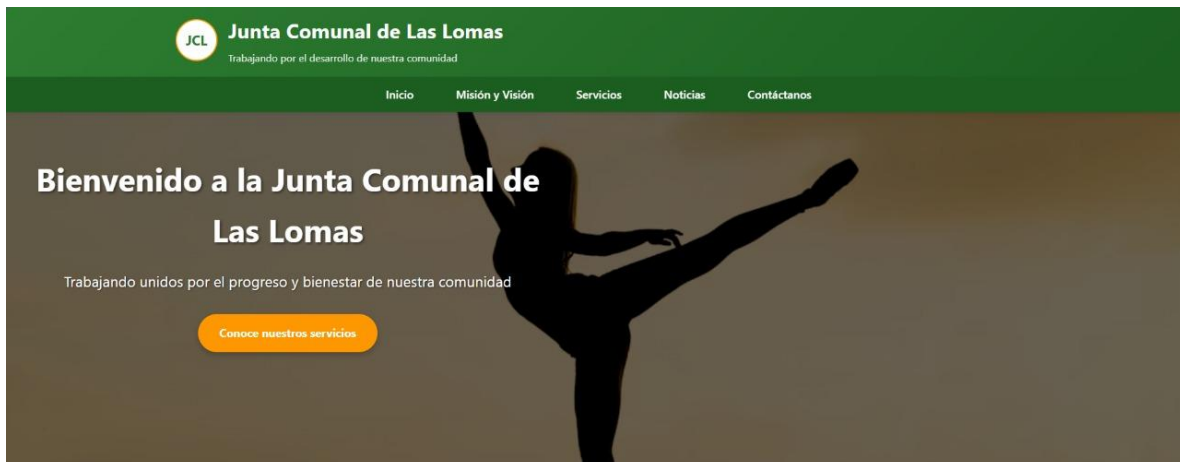 JCL
Junta Comunal de Las Lomas
Trabajando por el desarrollo de nuestra comunidad
Inicio Misión y Visión Servicios Noticias Contáctanos
Bienvenido a la Junta Comunal de
Las Lomas
Trabajando unidos por el progreso y bienestar de nuestra comunidad
Conoce nuestros servicios